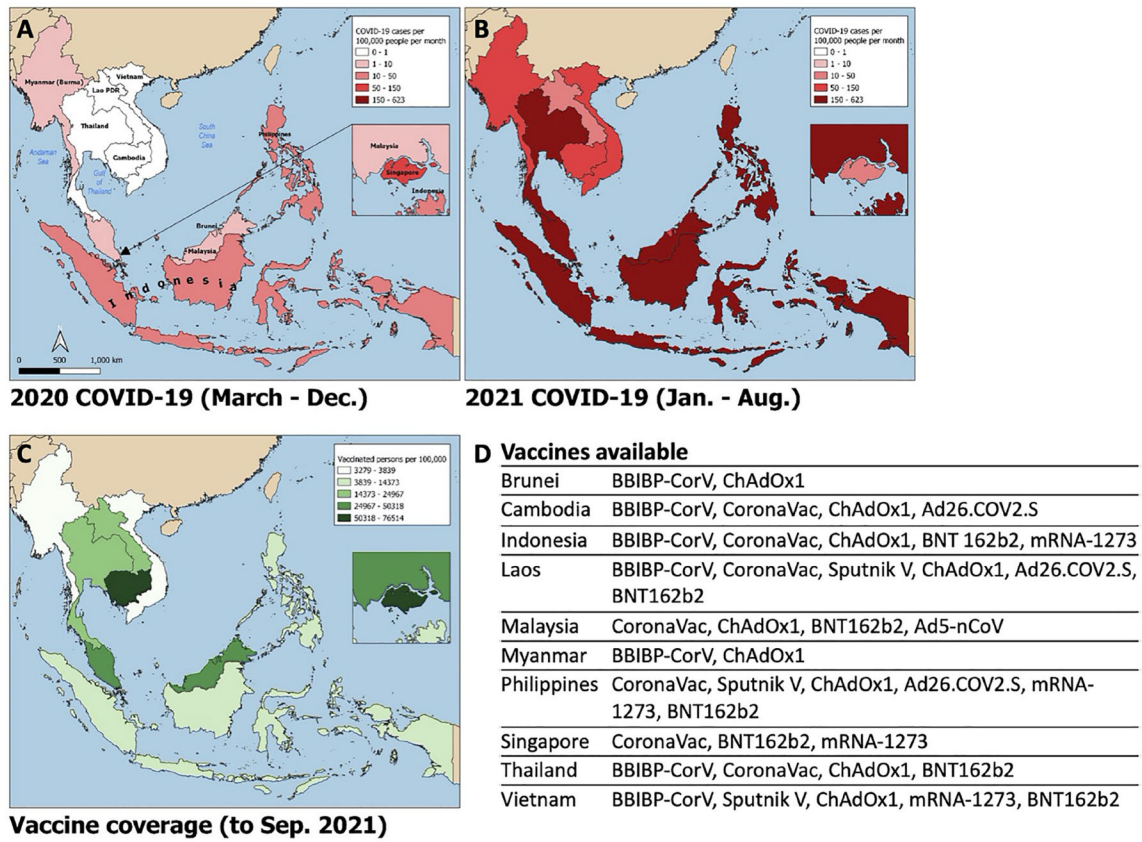 A
COVID-19 cases per
100,000 people per month
0 - 1
1 - 10
10 - 50
50 - 150
150 - 623
Myanmar (Burma)
Vietnam
Lao PDR
Thailand
Cambodia
South
China
Sea
Philippines
Andaman
Sea
Gulf
of
Thailand
Malaysia
Singapore
Indonesia
Brunei
Malaysia
Indonesia
N
0 500 1,000 km
2020 COVID-19 (March - Dec.)
B
COVID-19 cases per
100,000 people per month
0 - 1
1 - 10
10 - 50
50 - 150
150 - 623
2021 COVID-19 (Jan. - Aug.)
C
Vaccinated persons per 100,000
3279 - 3839
3839 - 14373
14373 - 24967
24967 - 50318
50318 - 76514
Vaccine coverage (to Sep. 2021)
D Vaccines available
Brunei BBIBP-CorV, ChAdOx1
Cambodia BBIBP-CorV, CoronaVac, ChAdOx1, Ad26.COV2.S
Indonesia BBIBP-CorV, CoronaVac, ChAdOx1, BNT 162b2, mRNA-1273
Laos BBIBP-CorV, CoronaVac, Sputnik V, ChAdOx1, Ad26.COV2.S,
BNT162b2
Malaysia CoronaVac, ChAdOx1, BNT162b2, Ad5-nCoV
Myanmar BBIBP-CorV, ChAdOx1
Philippines CoronaVac, Sputnik V, ChAdOx1, Ad26.COV2.S, mRNA-
1273, BNT162b2
Singapore CoronaVac, BNT162b2, mRNA-1273
Thailand BBIBP-CorV, CoronaVac, ChAdOx1, BNT162b2
Vietnam BBIBP-CorV, Sputnik V, ChAdOx1, mRNA-1273, BNT162b2